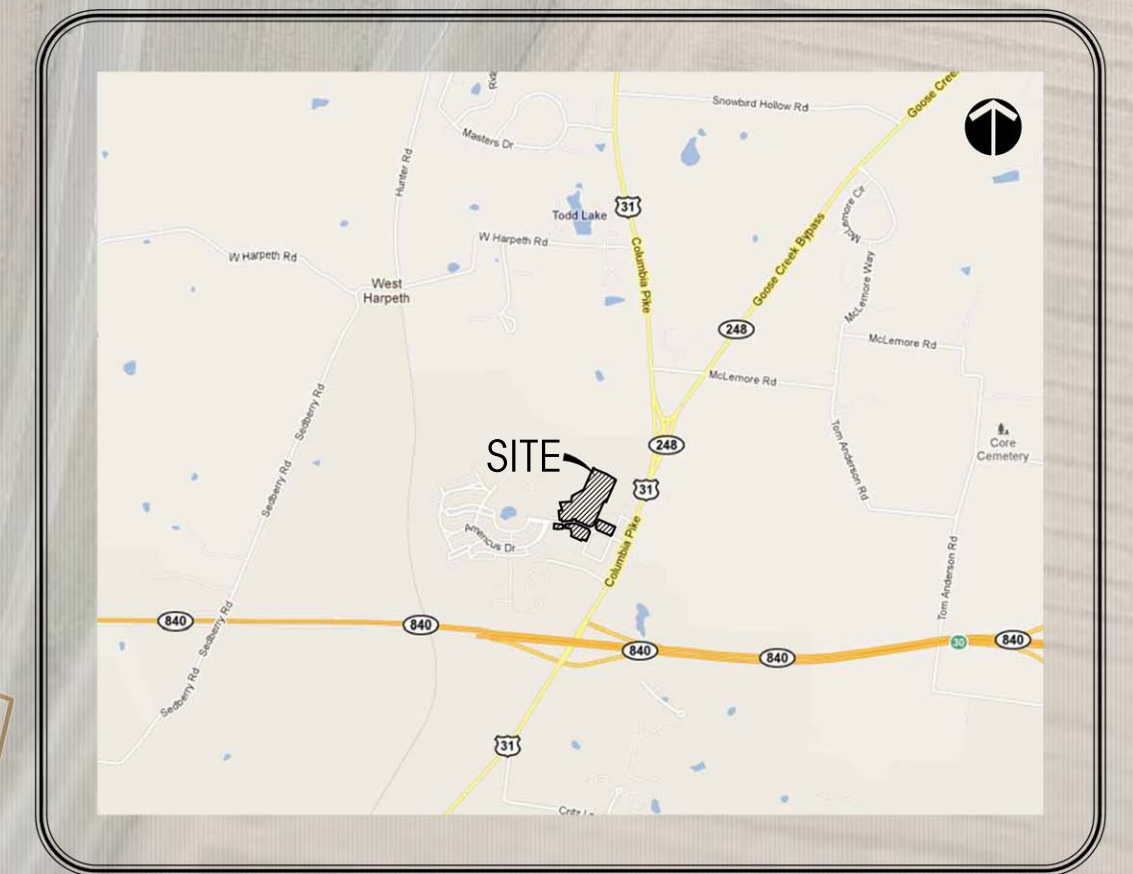 Snowbird Hollow Rd
Masters Dr
Hunter Rd
31
Todd Lake
McLemore Cir
W Harpeth Rd
W Harpeth Rd
Columbia Pike
Goose Creek Bypass
McLemore Way
West
Harpeth
248
McLemore Rd
McLemore Rd
Sedberry Rd
SITE
248
Core
Cemetery
Tom Anderson Rd
Sedberry Rd
31
Americus Dr
Columbia Pike
Tom Anderson Rd
840
Sedberry Rd
840
840
840
30
840
Sedberry Rd
31